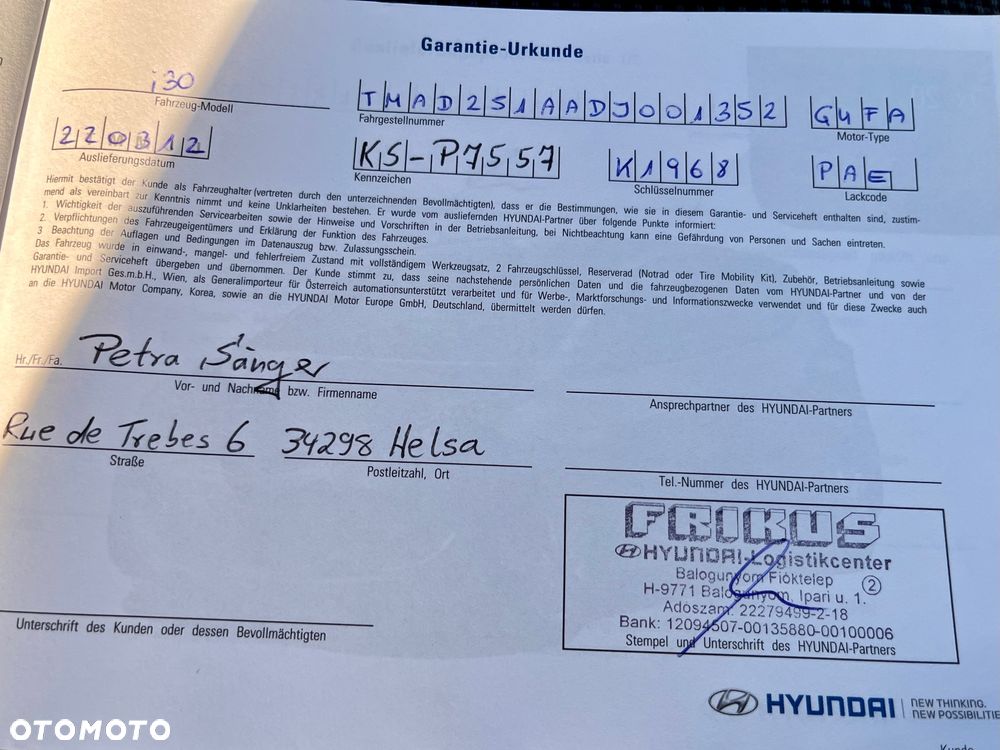 Garantie-Urkunde
i30
Fahrzeug-Modell
TMAD251AADJ001352
Fahrgestellnummer
G4FA
Motor-Type
220312
Auslieferungsdatum
KS-P7557
Kennzeichen
K1968
Schlüsselnummer
PAE
Lackcode
Hiermit bestätigt der Kunde als Fahrzeughalter (vertreten durch den unterzeichnenden Bevollmächtigten), dass er die Bestimmungen, wie sie in diesem Garantie- und Serviceheft enthalten sind, zustim-
mend als vereinbart zur Kenntnis nimmt und keine Unklarheiten bestehen. Er wurde vom ausliefernden HYUNDAI-Partner über folgende Punkte informiert:
1. Wichtigkeit der auszuführenden Servicearbeiten sowie der Hinweise und Vorschriften in der Betriebsanleitung, bei Nichtbeachtung kann eine Gefährdung von Personen und Sachen eintreten.
2. Verpflichtungen des Fahrzeugeigentümers und Erklärung der Funktion des Fahrzeuges.
3 Beachtung der Auflagen und Bedingungen im Datenauszug bzw. Zulassungsschein.
Das Fahrzeug wurde in einwand-, mangel- und fehlerfreiem Zustand mit vollständigem Werkzeugsatz, 2 Fahrzeugschlüssel, Reserverad (Notrad oder Tire Mobility Kit), Zubehör, Betriebsanleitung sowie
Garantie- und Serviceheft übergeben und übernommen. Der Kunde stimmt zu, dass seine nachstehende persönlichen Daten und die fahrzeugbezogenen Daten vom HYUNDAI-Partner und von der
HYUNDAI Import Ges.m.b.H., Wien, als Generalimporteur für Österreich automationsunterstützt verarbeitet und für Werbe-, Marktforschungs- und Informationszwecke verwendet und für diese Zwecke auch
an die HYUNDAI Motor Company, Korea, sowie an die HYUNDAI Motor Europe GmbH, Deutschland, übermittelt werden dürfen.
Hr./Fr./Fa. Petra Sänger
Vor- und Nachname bzw. Firmenname
Ansprechpartner des HYUNDAI-Partners
Rue de Trebes 6 34298 Helsa
Straße
Postleitzahl, Ort
Tel.-Nummer des HYUNDAI-Partners
FRIKUS
HYUNDAI-Logistikcenter
Balogunyom Fióktelep
H-9771 Balogunyom, Ipari u. 1. 2
Adószám: 22279499-2-18
Bank: 12094507-00135880-00100006
Stempel und Unterschrift des HYUNDAI-Partners
Unterschrift des Kunden oder dessen Bevollmächtigten
HYUNDAI
NEW THINKING.
NEW POSSIBILITIE
OTOMOTO
Kunde